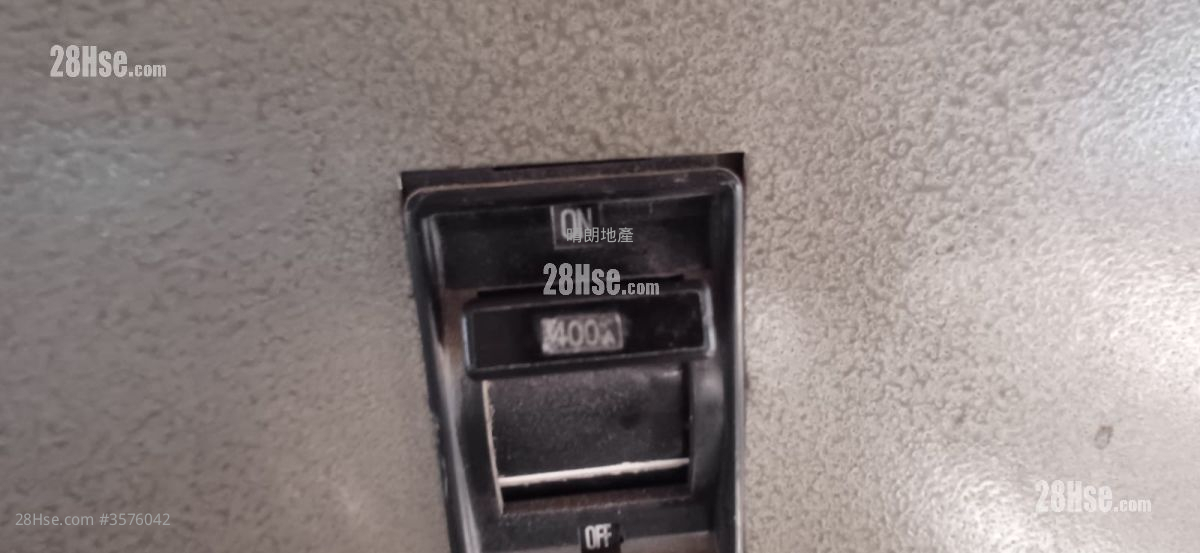 28Hse.com
ON
晴朗地產
28Hse.com
400A
28Hse.com
OFF
28Hse.com #3576042